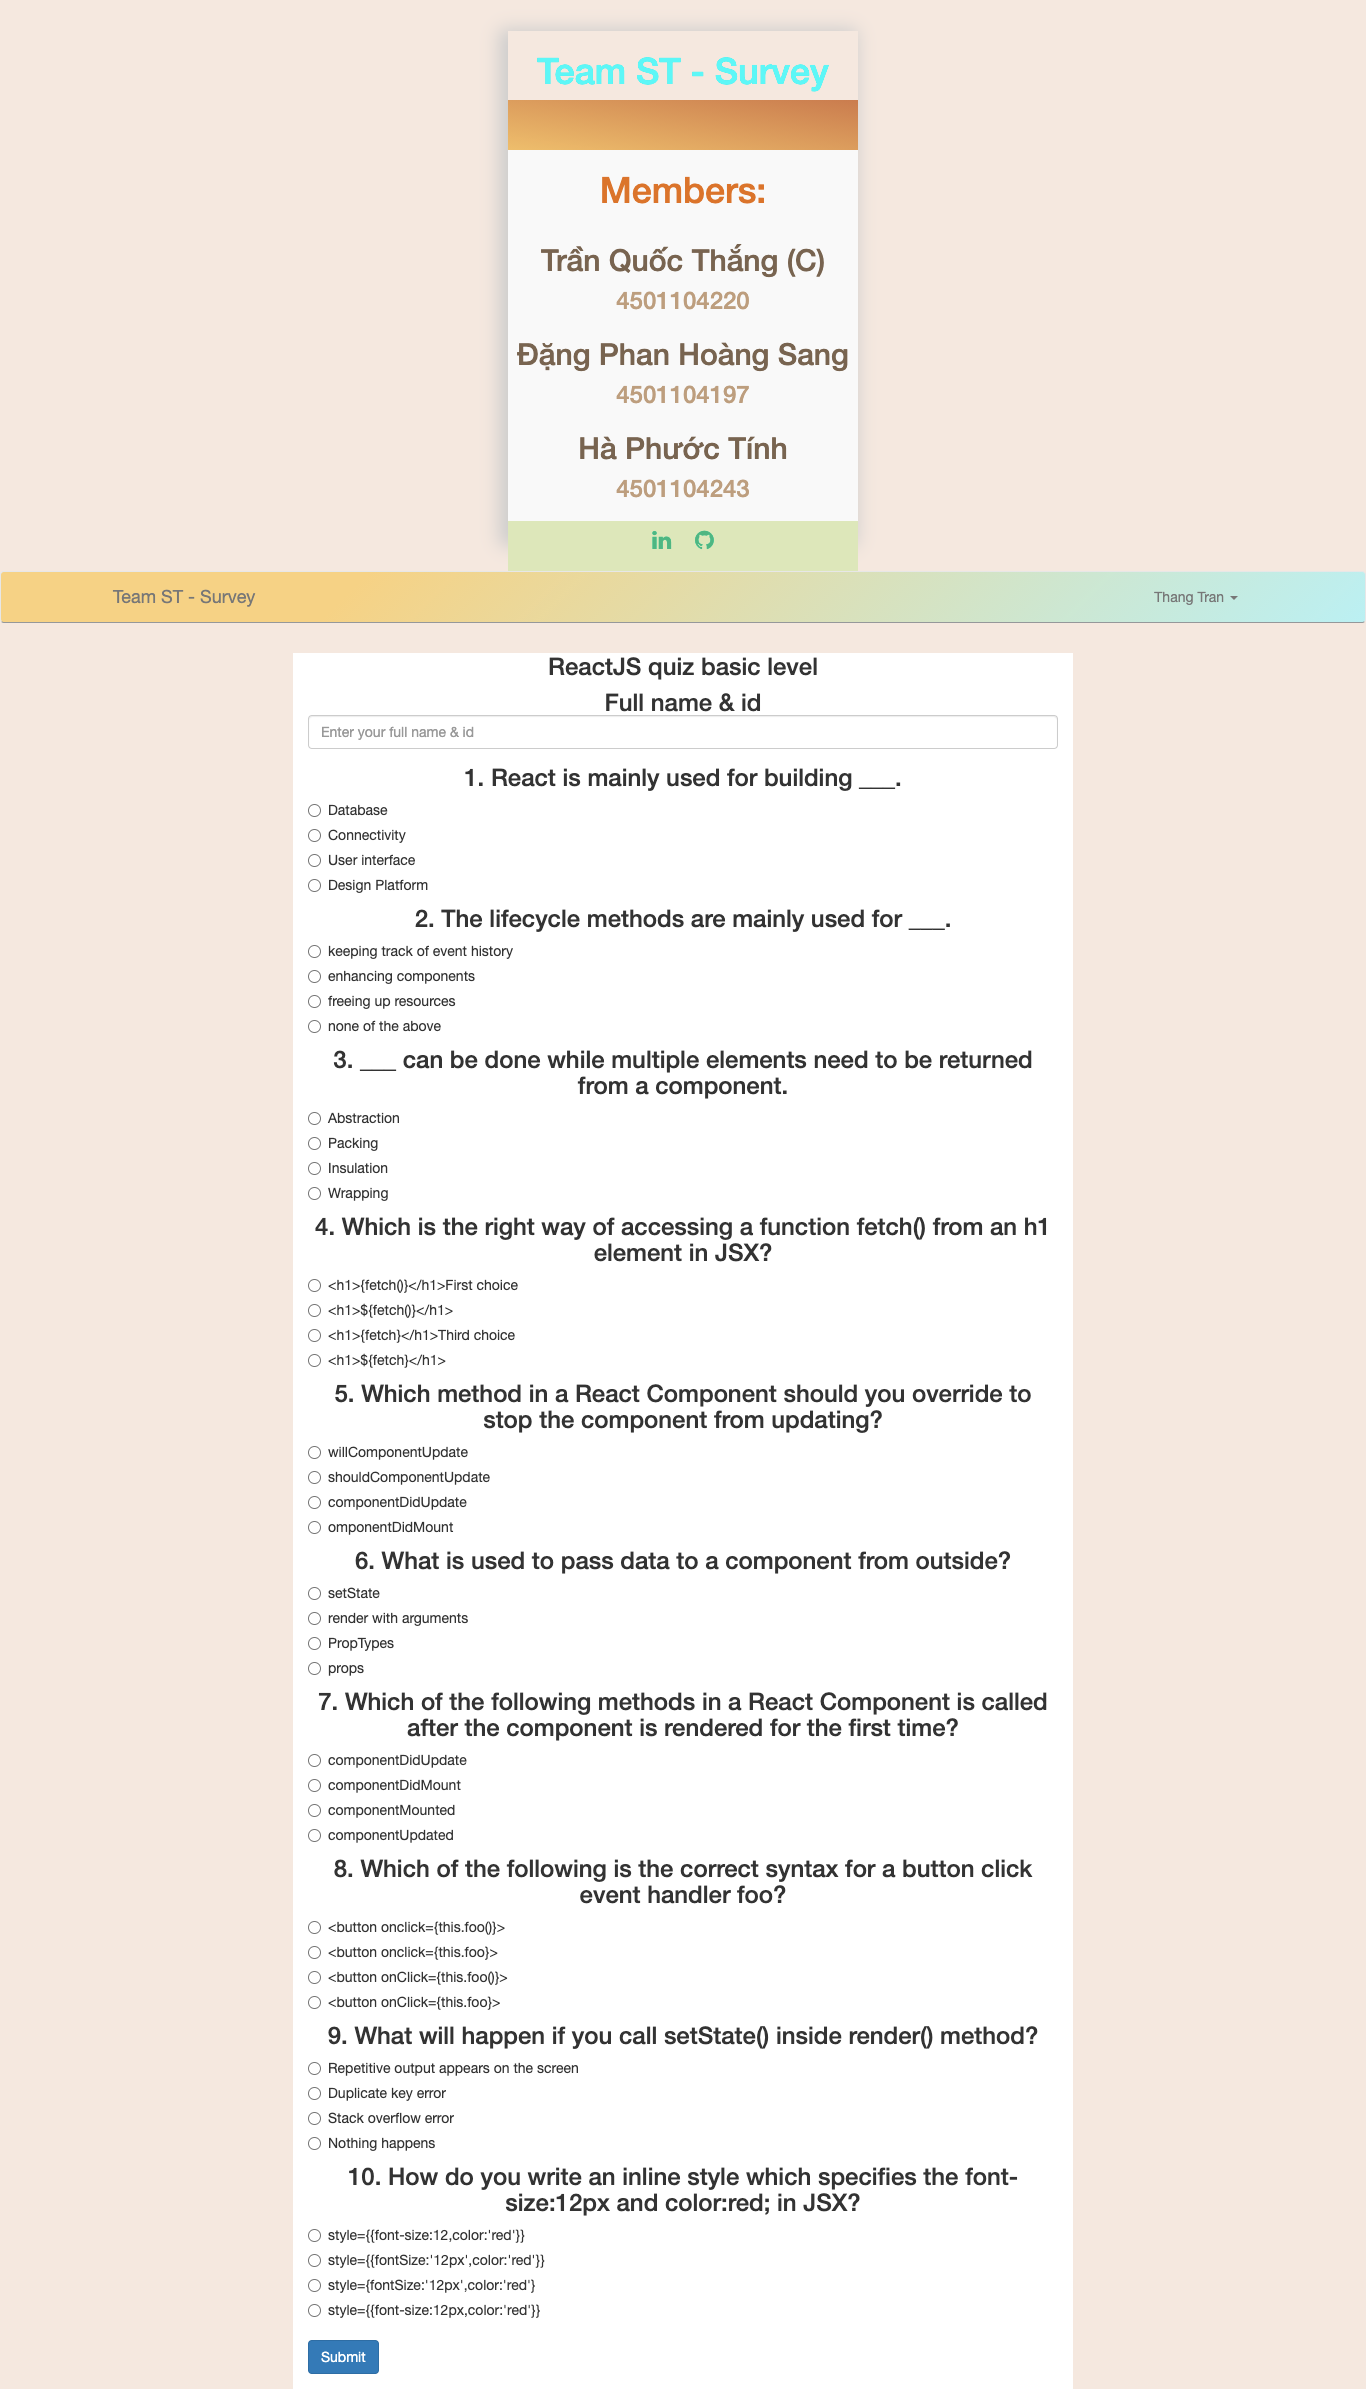 Team ST - Survey
Members:
Trần Quốc Thắng (C)
4501104220
Đặng Phan Hoàng Sang
4501104197
Hà Phước Tính
4501104243
Team ST - Survey
Thang Tran
ReactJS quiz basic level
Full name & id
Enter your full name & id
1. React is mainly used for building ___.
Database
Connectivity
User interface
Design Platform
2. The lifecycle methods are mainly used for ___.
keeping track of event history
enhancing components
freeing up resources
none of the above
3. ___ can be done while multiple elements need to be returned
from a component.
Abstraction
Packing
Insulation
Wrapping
4. Which is the right way of accessing a function fetch() from an h1
element in JSX?
<h1>{fetch()}</h1>First choice
<h1>${fetch()}</h1>
<h1>{fetch}</h1>Third choice
<h1>${fetch}</h1>
5. Which method in a React Component should you override to
stop the component from updating?
willComponentUpdate
shouldComponentUpdate
componentDidUpdate
omponentDidMount
6. What is used to pass data to a component from outside?
setState
render with arguments
PropTypes
props
7. Which of the following methods in a React Component is called
after the component is rendered for the first time?
componentDidUpdate
componentDidMount
componentMounted
componentUpdated
8. Which of the following is the correct syntax for a button click
event handler foo?
<button onclick={this.foo()}>
<button onclick={this.foo}>
<button onClick={this.foo()}>
<button onClick={this.foo}>
9. What will happen if you call setState() inside render() method?
Repetitive output appears on the screen
Duplicate key error
Stack overflow error
Nothing happens
10. How do you write an inline style which specifies the font-
size:12px and color:red; in JSX?
style={{font-size:12,color:'red'}}
style={{fontSize:'12px',color:'red'}}
style={fontSize:'12px',color:'red'}
style={{font-size:12px,color:'red'}}
Submit